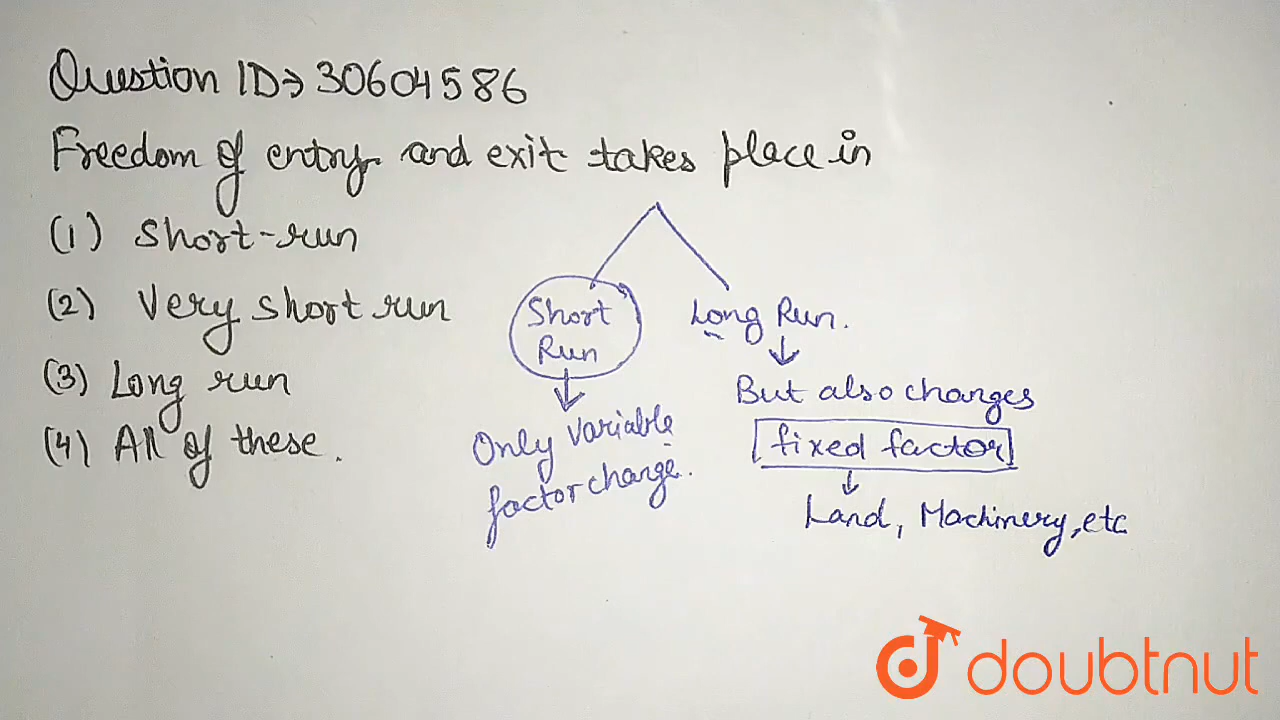 Question ID→ 30604586
Freedom of entry and exit takes place in
(1) Short-run
(2) Very short run
(3) Long run
(4) All of these.
Short
Run
Only variable
factor change.
Long Run.
But also changes
[fixed factor]
Land, Machinery, etc
doubtnut